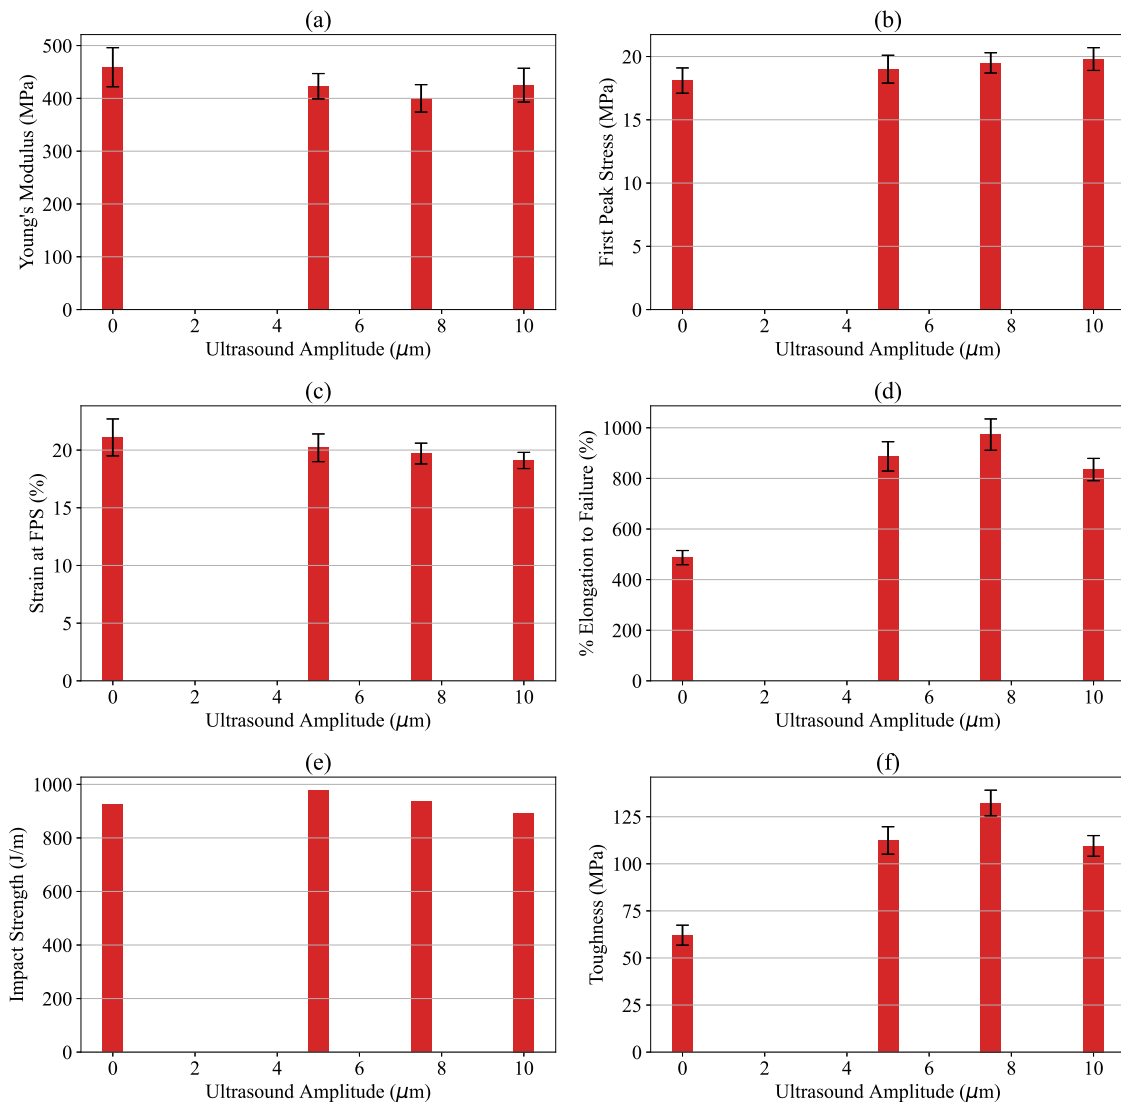 (a)
Young's Modulus (MPa)
500
400
300
200
100
0
0 2 4 6 8 10
Ultrasound Amplitude (μm)
(b)
First Peak Stress (MPa)
20
15
10
5
0
0 2 4 6 8 10
Ultrasound Amplitude (μm)
(c)
Strain at FPS (%)
20
15
10
5
0
0 2 4 6 8 10
Ultrasound Amplitude (μm)
(d)
% Elongation to Failure (%)
1000
800
600
400
200
0
0 2 4 6 8 10
Ultrasound Amplitude (μm)
(e)
Impact Strength (J/m)
1000
800
600
400
200
0
0 2 4 6 8 10
Ultrasound Amplitude (μm)
(f)
Toughness (MPa)
125
100
75
50
25
0
0 2 4 6 8 10
Ultrasound Amplitude (μm)